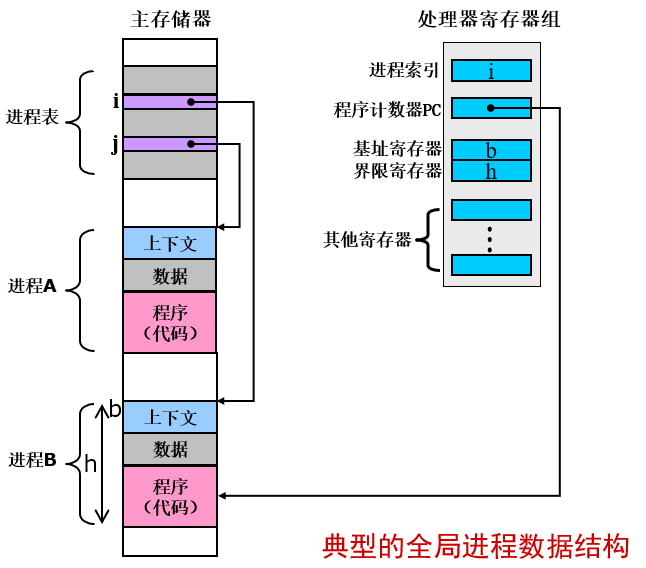 主存储器
处理器寄存器组
进程表
i
j
进程A
上下文
数据
程序
（代码）
进程B
b
h
上下文
数据
程序
（代码）
进程索引
i
程序计数器PC
基址寄存器
b
界限寄存器
h
其他寄存器
典型的全局进程数据结构